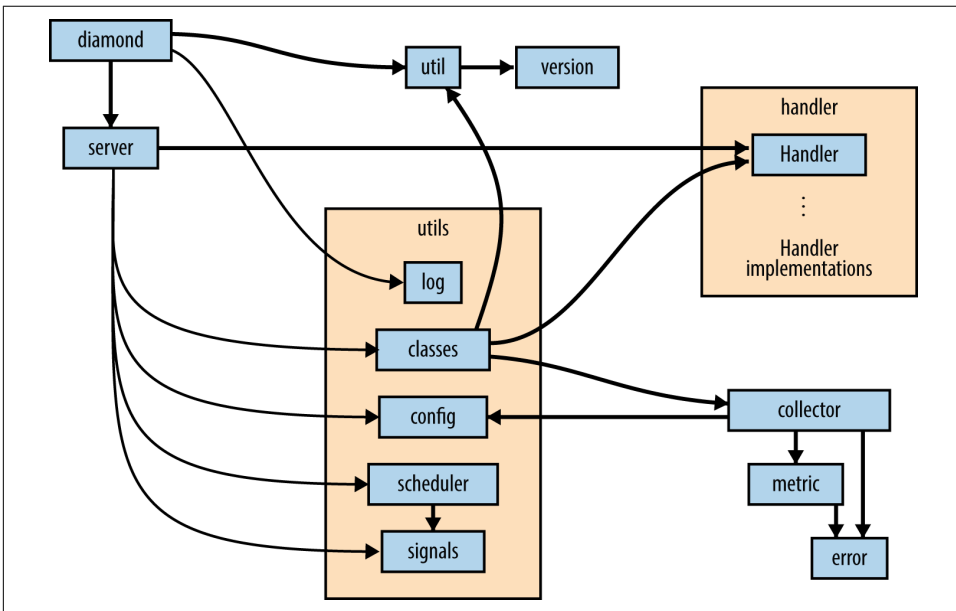 diamond
util
version
server
handler
Handler
⋮
Handler
implementations
utils
log
classes
config
scheduler
signals
collector
metric
error